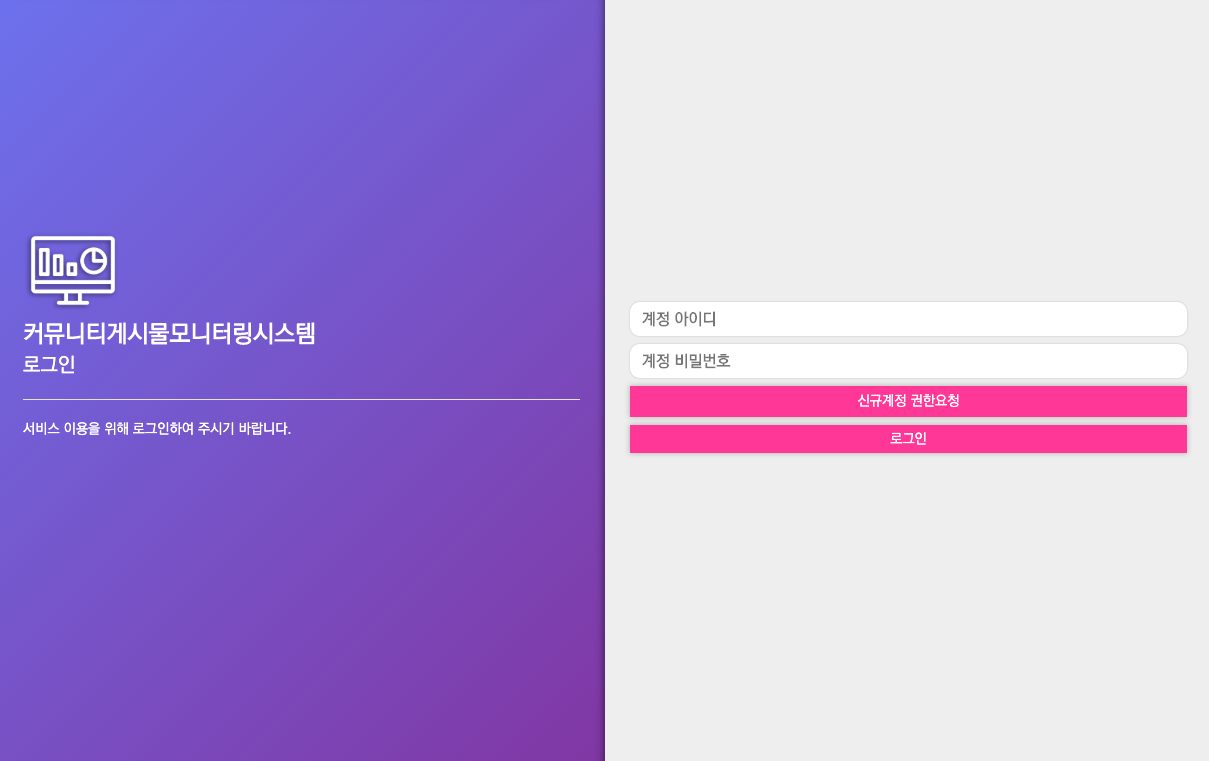 커뮤니티게시물모니터링시스템
로그인
서비스 이용을 위해 로그인하여 주시기 바랍니다.
계정 아이디
계정 비밀번호
신규계정 권한요청
로그인